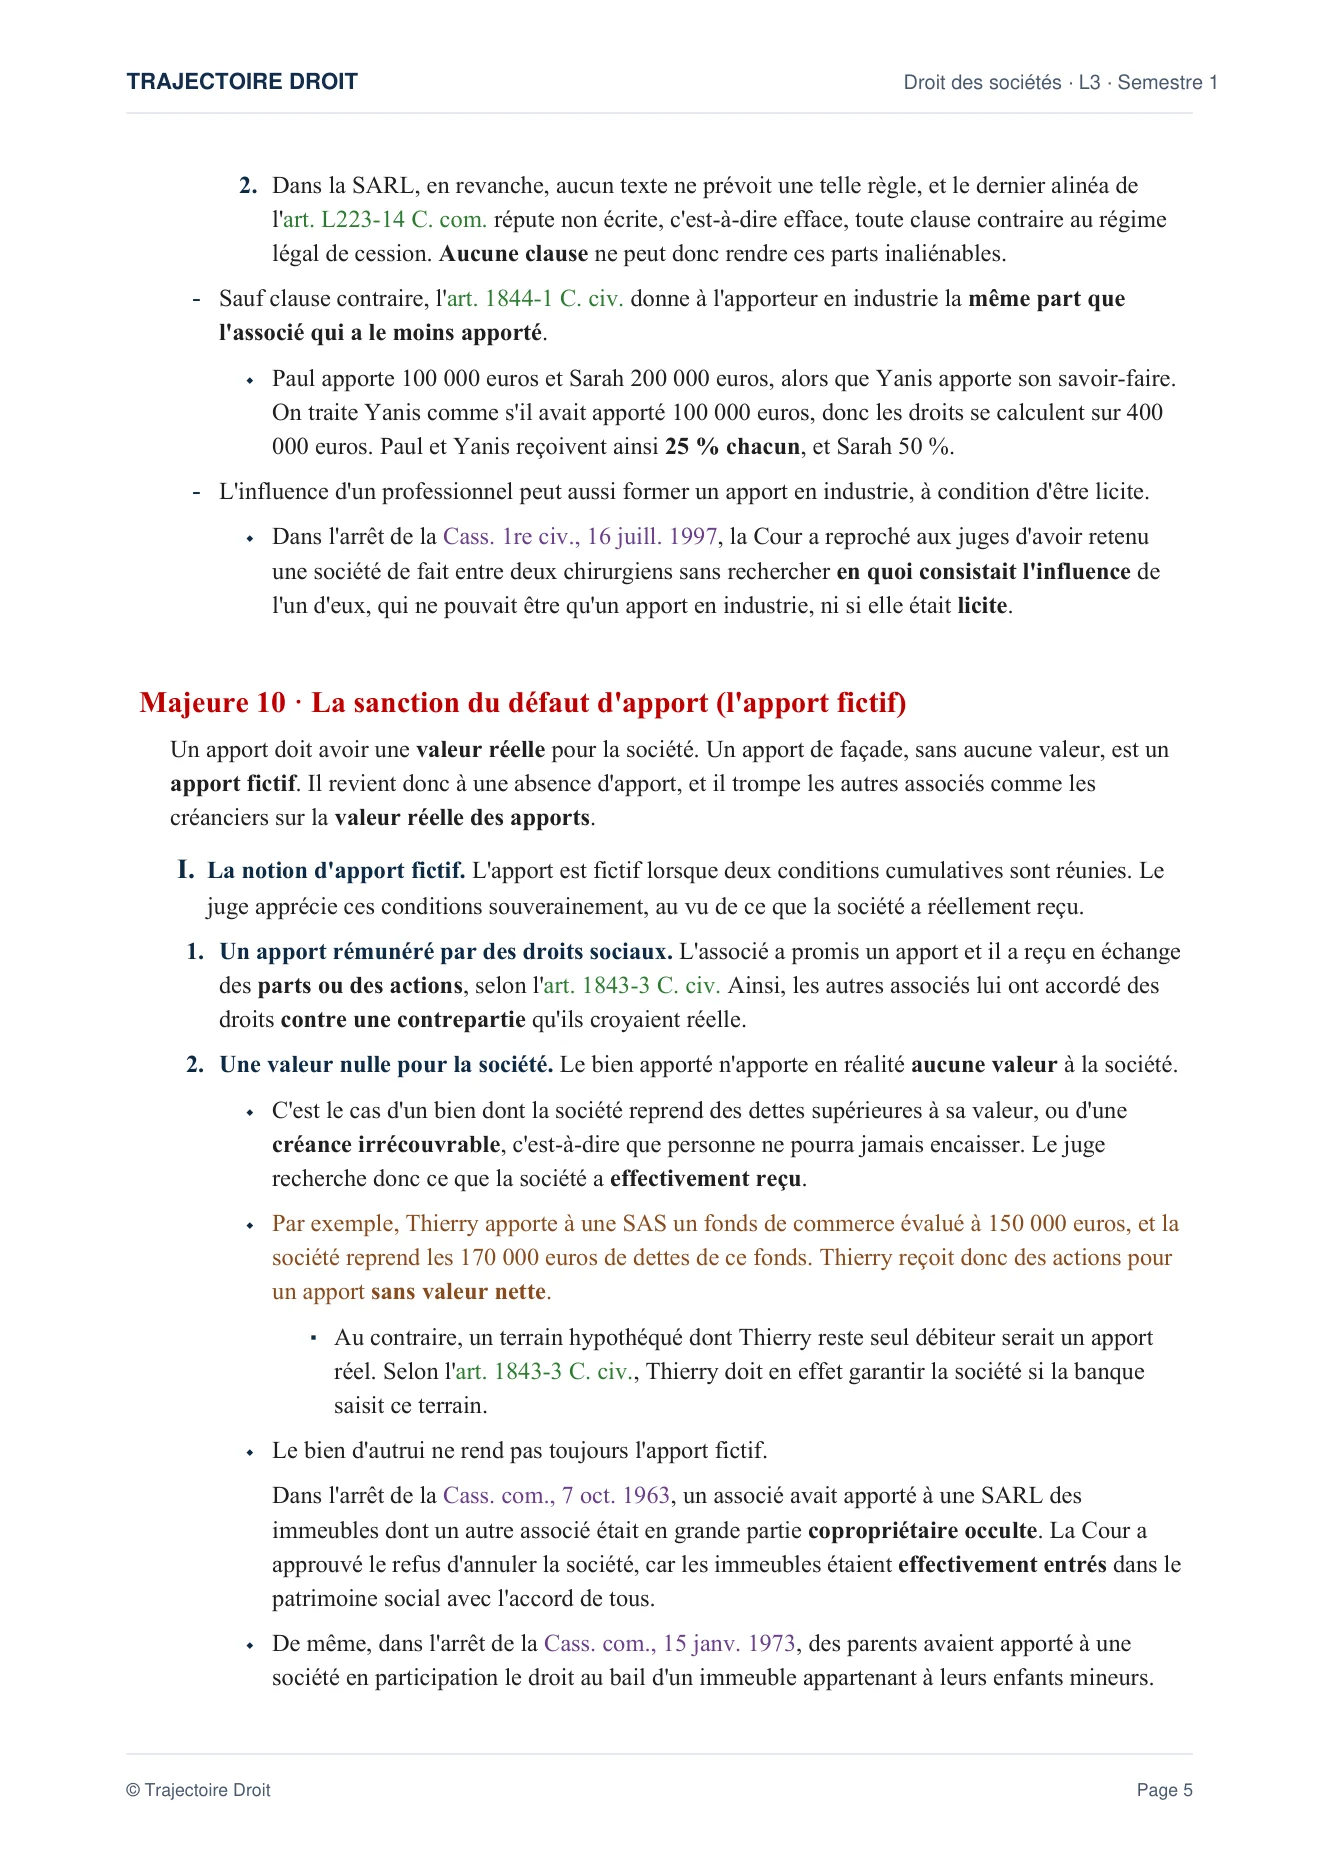 TRAJECTOIRE DROIT
Droit des sociétés · L3 · Semestre 1
2. Dans la SARL, en revanche, aucun texte ne prévoit une telle règle, et le dernier alinéa de
l'art. L223-14 C. com. répute non écrite, c'est-à-dire efface, toute clause contraire au régime
légal de cession. Aucune clause ne peut donc rendre ces parts inaliénables.
- Sauf clause contraire, l'art. 1844-1 C. civ. donne à l'apporteur en industrie la même part que
l'associé qui a le moins apporté.
⬩ Paul apporte 100 000 euros et Sarah 200 000 euros, alors que Yanis apporte son savoir-faire.
On traite Yanis comme s'il avait apporté 100 000 euros, donc les droits se calculent sur 400
000 euros. Paul et Yanis reçoivent ainsi 25 % chacun, et Sarah 50 %.
- L'influence d'un professionnel peut aussi former un apport en industrie, à condition d'être licite.
⬩ Dans l'arrêt de la Cass. 1re civ., 16 juill. 1997, la Cour a reproché aux juges d'avoir retenu
une société de fait entre deux chirurgiens sans rechercher en quoi consistait l'influence de
l'un d'eux, qui ne pouvait être qu'un apport en industrie, ni si elle était licite.
Majeure 10 · La sanction du défaut d'apport (l'apport fictif)
Un apport doit avoir une valeur réelle pour la société. Un apport de façade, sans aucune valeur, est un
apport fictif. Il revient donc à une absence d'apport, et il trompe les autres associés comme les
créanciers sur la valeur réelle des apports.
I. La notion d'apport fictif. L'apport est fictif lorsque deux conditions cumulatives sont réunies. Le
juge apprécie ces conditions souverainement, au vu de ce que la société a réellement reçu.
1. Un apport rémunéré par des droits sociaux. L'associé a promis un apport et il a reçu en échange
des parts ou des actions, selon l'art. 1843-3 C. civ. Ainsi, les autres associés lui ont accordé des
droits contre une contrepartie qu'ils croyaient réelle.
2. Une valeur nulle pour la société. Le bien apporté n'apporte en réalité aucune valeur à la société.
⬩ C'est le cas d'un bien dont la société reprend des dettes supérieures à sa valeur, ou d'une
créance irrécouvrable, c'est-à-dire que personne ne pourra jamais encaisser. Le juge
recherche donc ce que la société a effectivement reçu.
⬩ Par exemple, Thierry apporte à une SAS un fonds de commerce évalué à 150 000 euros, et la
société reprend les 170 000 euros de dettes de ce fonds. Thierry reçoit donc des actions pour
un apport sans valeur nette.
▪ Au contraire, un terrain hypothéqué dont Thierry reste seul débiteur serait un apport
réel. Selon l'art. 1843-3 C. civ., Thierry doit en effet garantir la société si la banque
saisit ce terrain.
⬩ Le bien d'autrui ne rend pas toujours l'apport fictif.
Dans l'arrêt de la Cass. com., 7 oct. 1963, un associé avait apporté à une SARL des
immeubles dont un autre associé était en grande partie copropriétaire occulte. La Cour a
approuvé le refus d'annuler la société, car les immeubles étaient effectivement entrés dans le
patrimoine social avec l'accord de tous.
⬩ De même, dans l'arrêt de la Cass. com., 15 janv. 1973, des parents avaient apporté à une
société en participation le droit au bail d'un immeuble appartenant à leurs enfants mineurs.
© Trajectoire Droit
Page 5